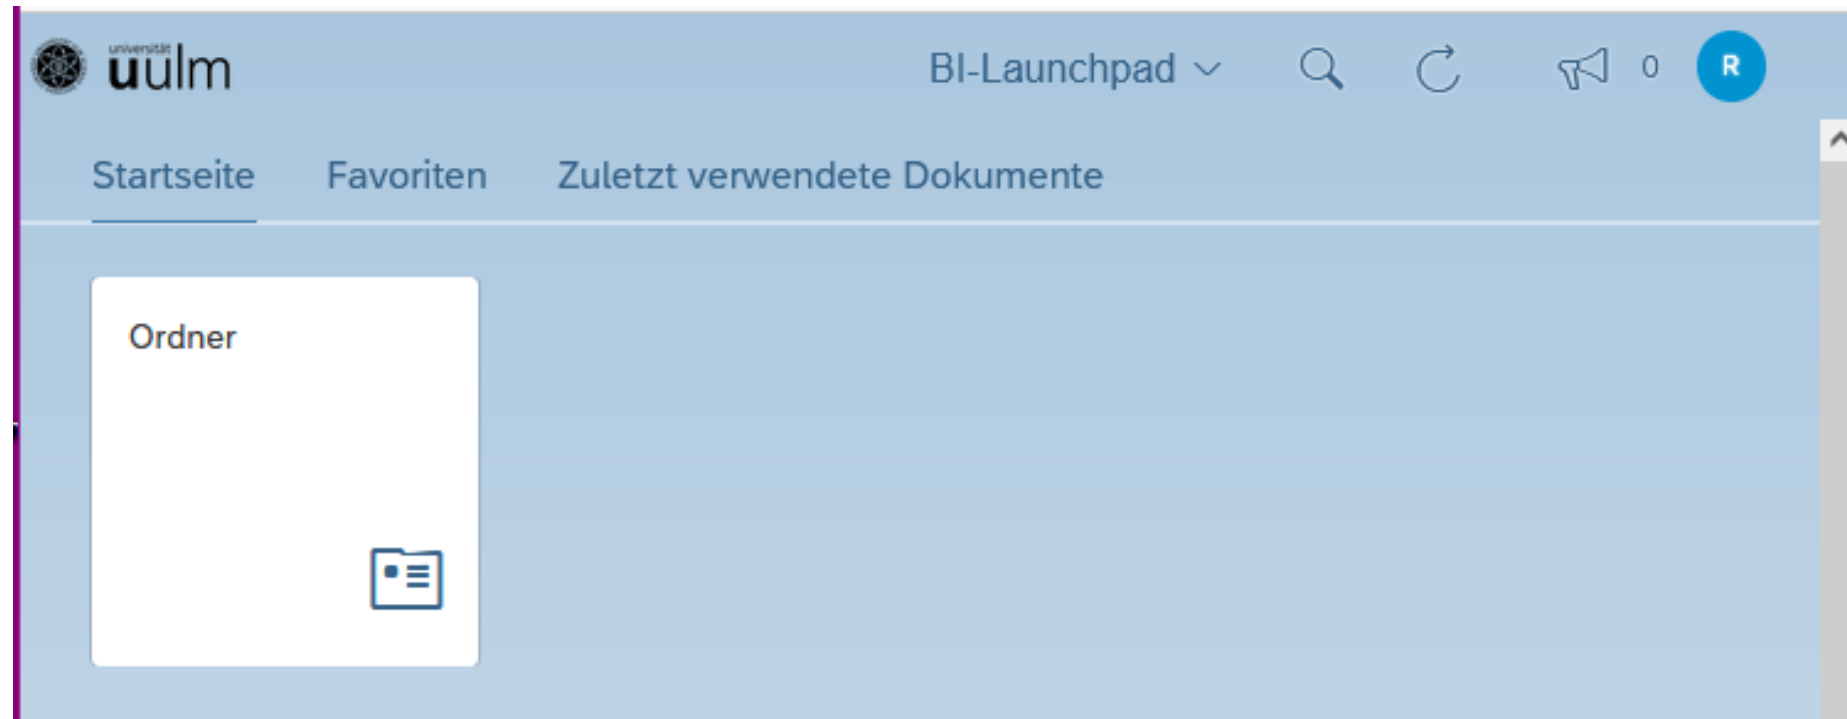 universität
uulm
BI-Launchpad
0
R
Startseite Favoriten Zuletzt verwendete Dokumente
Ordner